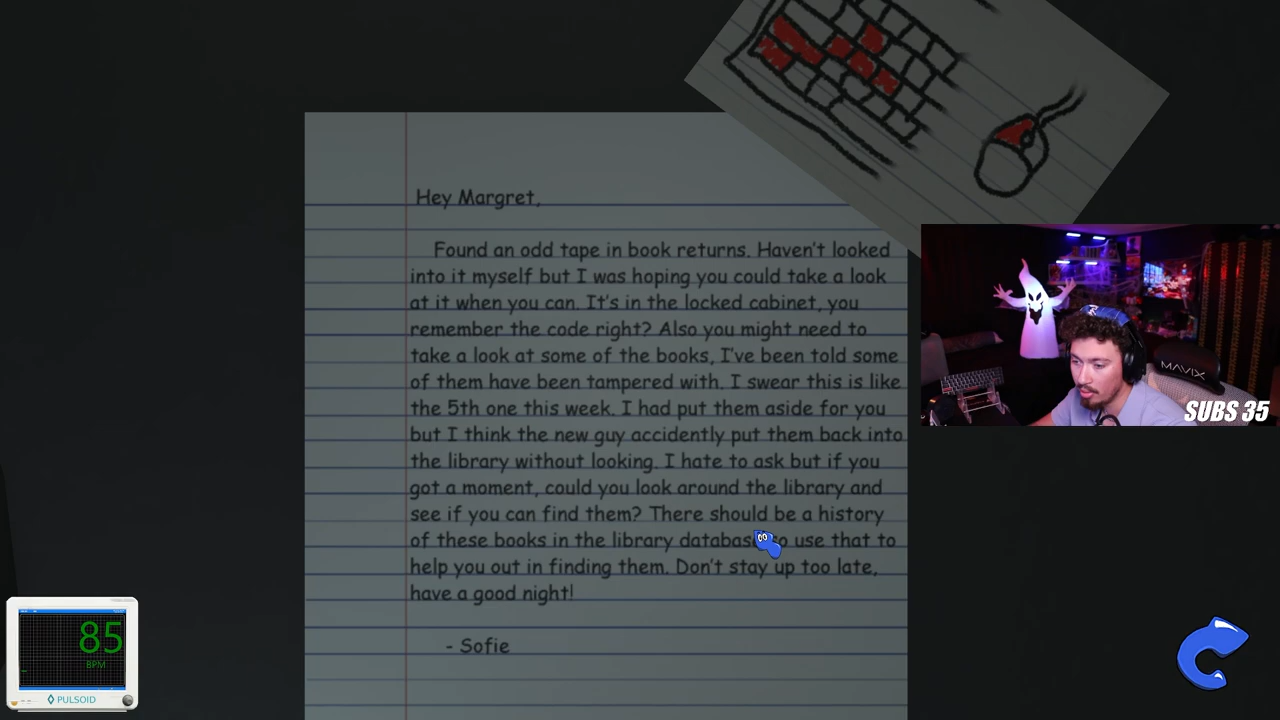 Hey Margret,
Found an odd tape in book returns. Haven't looked
into it myself but I was hoping you could take a look
at it when you can. It's in the locked cabinet, you
remember the code right? Also you might need to
take a look at some of the books, I've been told some
of them have been tampered with. I swear this is like
the 5th one this week. I had put them aside for you
but I think the new guy accidently put them back into
the library without looking. I hate to ask but if you
got a moment, could you look around the library and
see if you can find them? There should be a history
of these books in the library database so use that to
help you out in finding them. Don't stay up too late,
have a good night!
- Sofie
MAVIX
SUBS 35
85
BPM
PULSOID